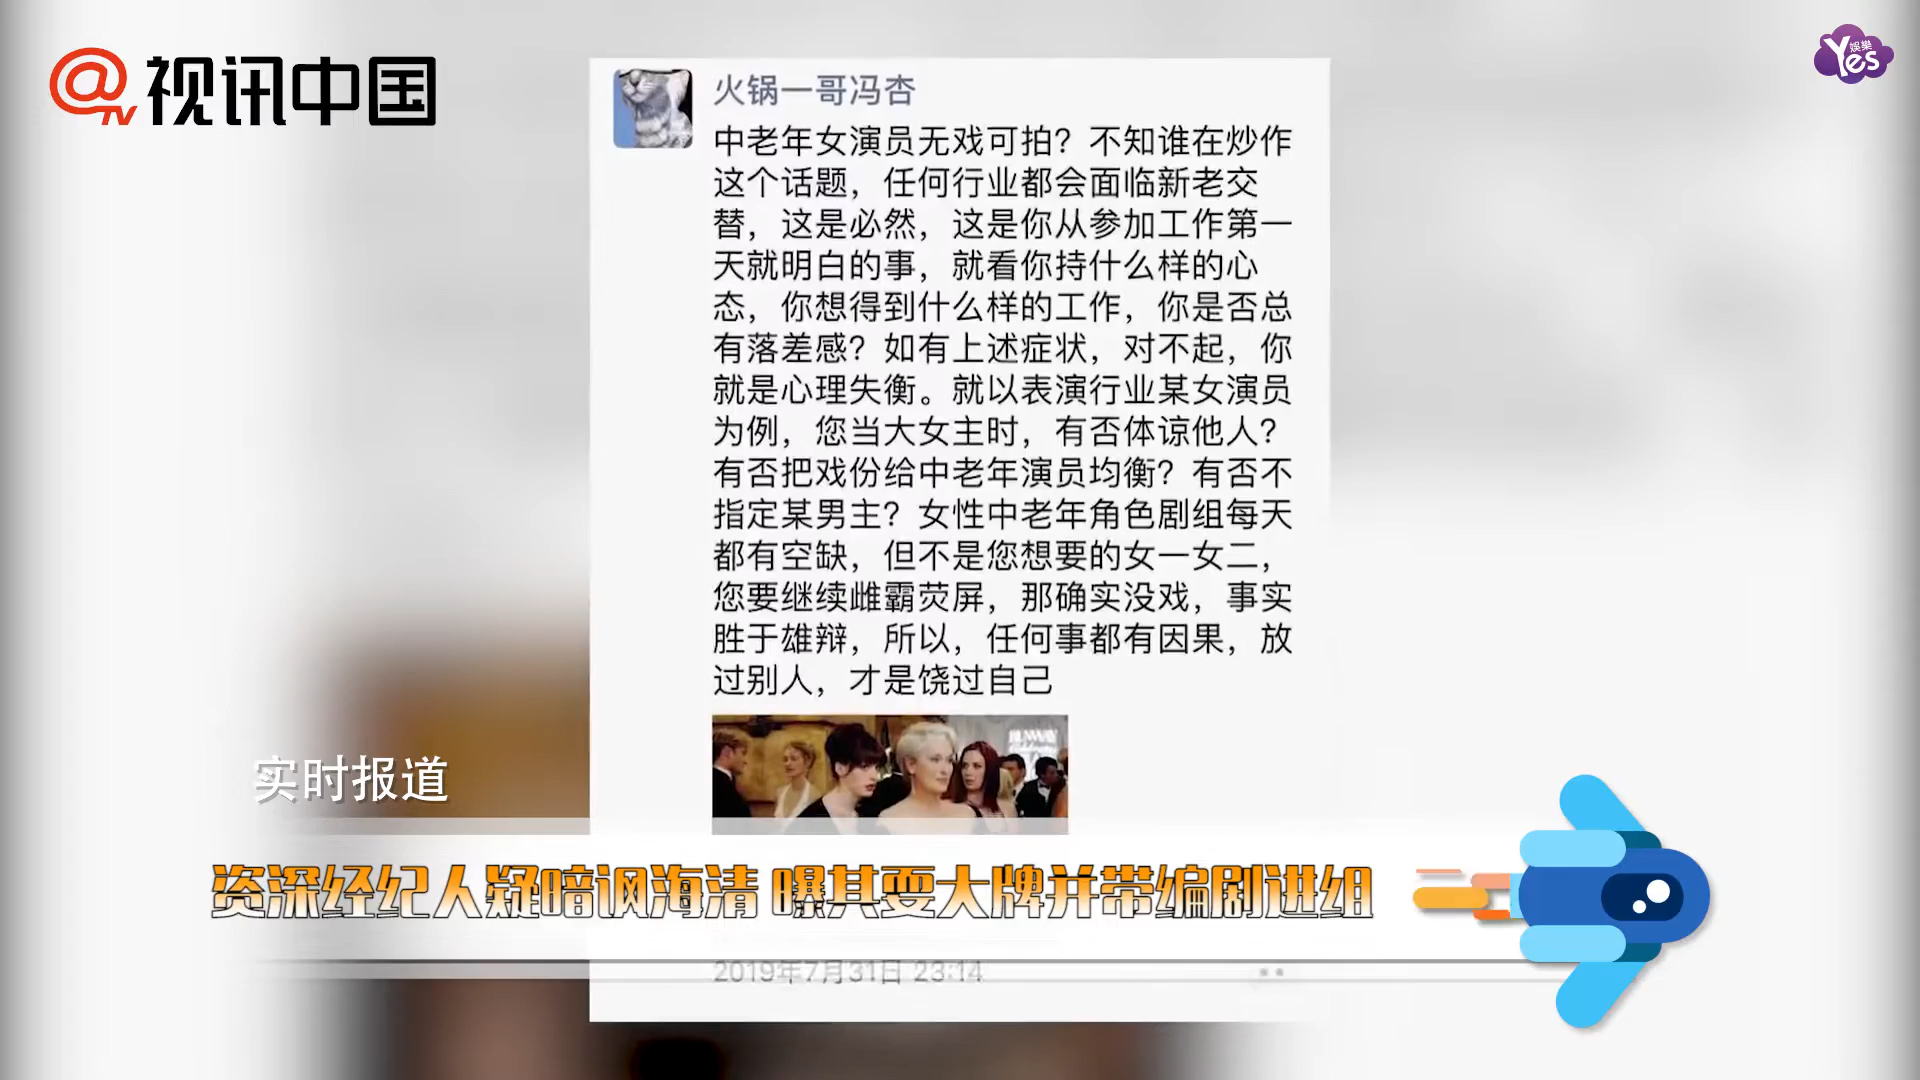 @TV 视讯中国
Yes 娱樂
火锅一哥冯杏
中老年女演员无戏可拍？不知谁在炒作
这个话题，任何行业都会面临新老交
替，这是必然，这是你从参加工作第一
天就明白的事，就看你持什么样的心
态，你想得到什么样的工作，你是否总
有落差感？如有上述症状，对不起，你
就是心理失衡。就以表演行业某女演员
为例，您当大女主时，有否体谅他人？
有否把戏份给中老年演员均衡？有否不
指定某男主？女性中老年角色剧组每天
都有空缺，但不是您想要的女一女二，
您要继续雌霸荧屏，那确实没戏，事实
胜于雄辩，所以，任何事都有因果，放
过别人，才是饶过自己
RUNWAY
实时报道
资深经纪人疑暗讽海清 曝其耍大牌并带编剧进组
2019年7月31日 23:14